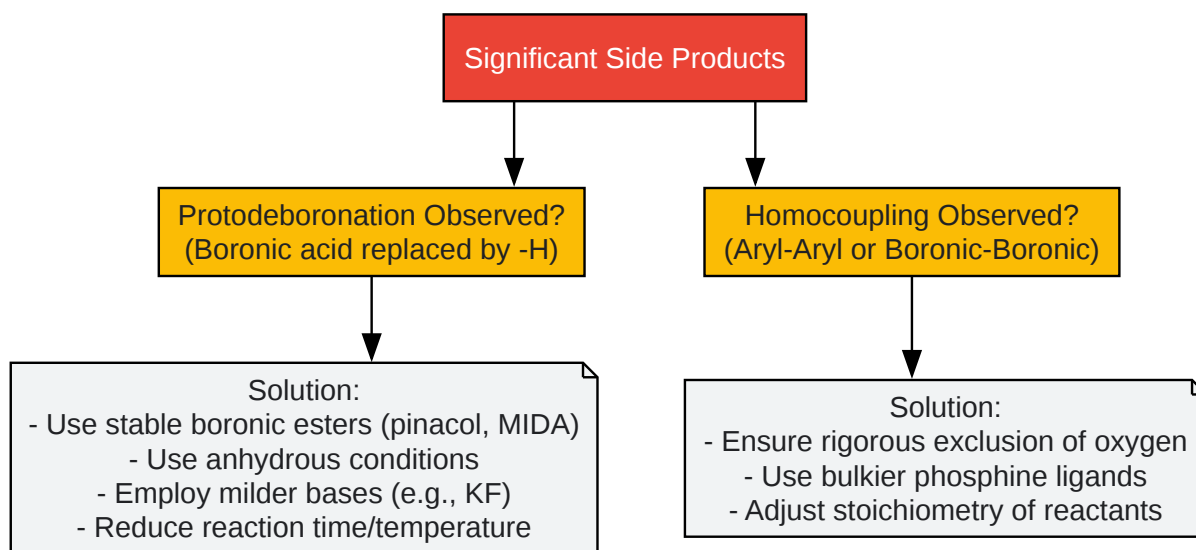 Significant Side Products
Protodeboronation Observed?
(Boronic acid replaced by -H)
Homocoupling Observed?
(Aryl-Aryl or Boronic-Boronic)
Solution:
- Use stable boronic esters (pinacol, MIDA)
- Use anhydrous conditions
- Employ milder bases (e.g., KF)
- Reduce reaction time/temperature
Solution:
- Ensure rigorous exclusion of oxygen
- Use bulkier phosphine ligands
- Adjust stoichiometry of reactants